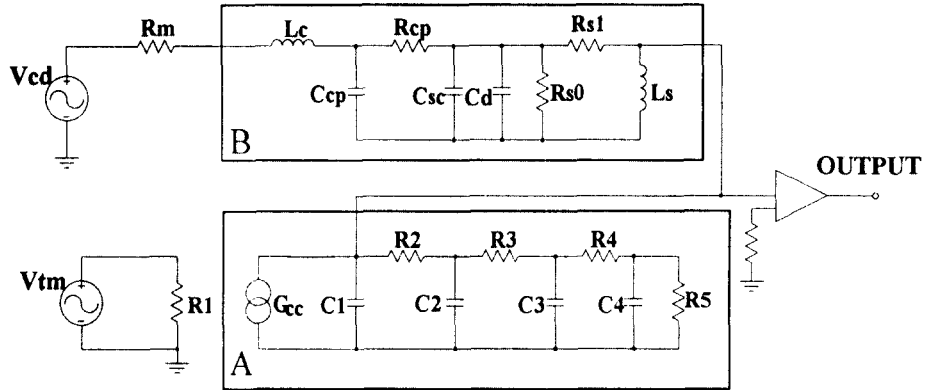 Rm Lc Rcp Rs1
Vcd + - Ccp Csc Cd Rs0 Ls
B
OUTPUT
R2 R3 R4
Vtm + - R1 Gcc C1 C2 C3 C4 R5
A